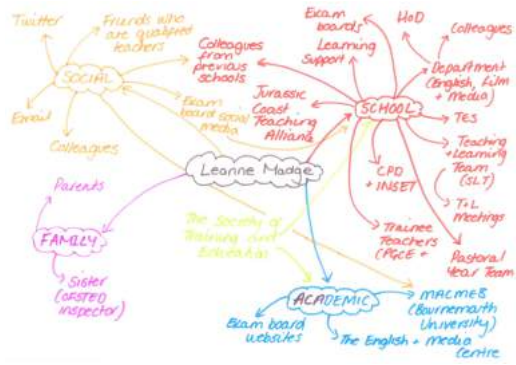 Twitter
Friends who
are qualified
teachers
SOCIAL
Email
Colleagues
Colleagues
from
previous
schools
Exam
board social
media
Exam
boards
Learning
Support
HoD
Colleagues
Department
(English, Film
+ Media)
Jurassic
Coast
Teaching
Alliance
SCHOOL
TES
Teaching
+ Learning
Team
(SLT)
T+L
Meetings
CPD
+ INSET
Trainee
Teachers
(PGCE +
Pastoral
Year Team
Leanne Madge
Parents
FAMILY
Sister
(OFSTED
Inspector)
The Society of
Training and
Education
ACADEMIC
Exam board
websites
The English + Media
Centre
(Bournemouth
University)